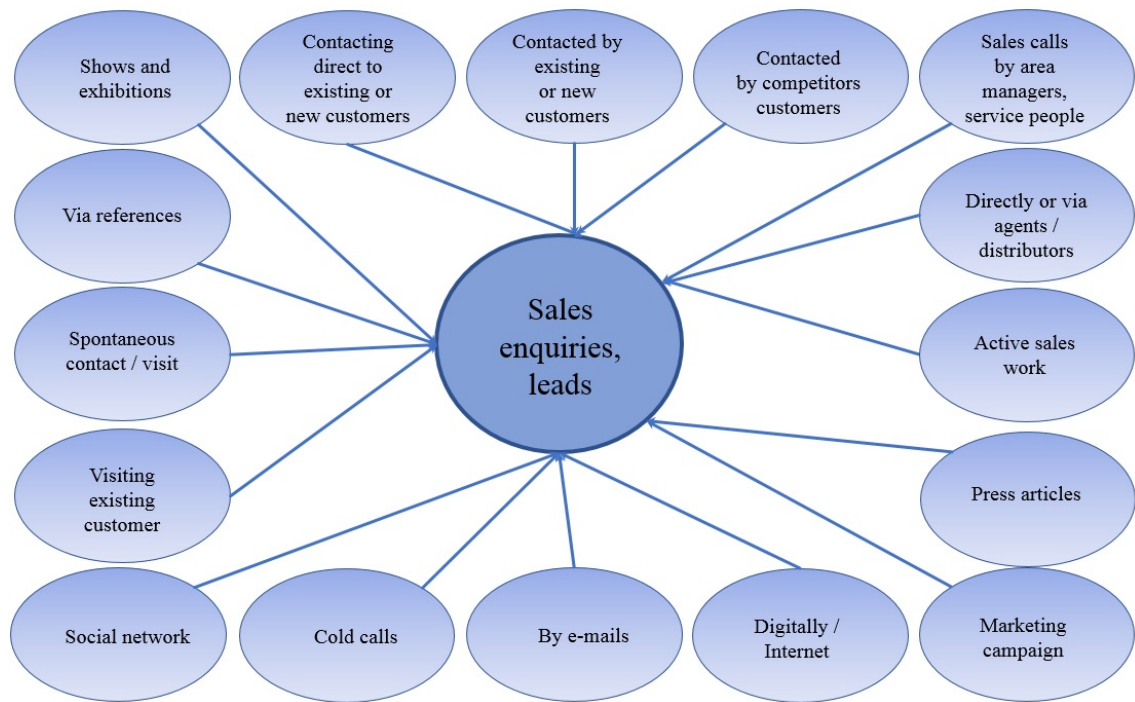 Shows and
exhibitions
Contacting
direct to
existing or
new customers
Contacted by
existing
or new
customers
Contacted
by competitors
customers
Sales calls
by area
managers,
service people
Via references
Directly or via
agents /
distributors
Sales
enquiries,
leads
Spontaneous
contact / visit
Active sales
work
Visiting
existing
customer
Press articles
Social network
Cold calls
By e-mails
Digitally /
Internet
Marketing
campaign